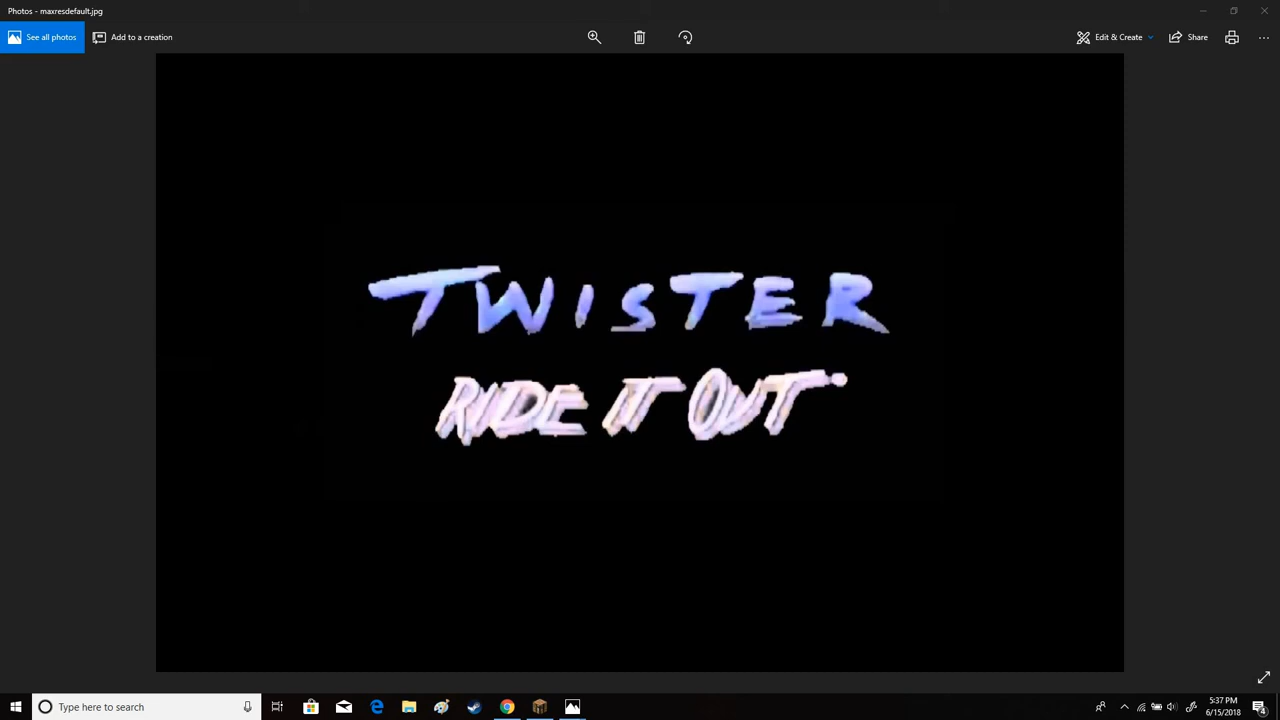 Photos - maxresdefault.jpg
See all photos
Add to a creation
Edit & Create
Share
TWISTER
RIDE IT OUT
Type here to search
5:37 PM
6/15/2018